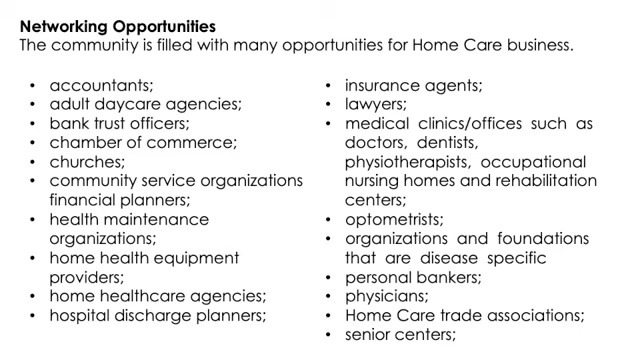 Networking Opportunities
The community is filled with many opportunities for Home Care business.
• accountants;
• adult daycare agencies;
• bank trust officers;
• chamber of commerce;
• churches;
• community service organizations
financial planners;
• health maintenance
organizations;
• home health equipment
providers;
• home healthcare agencies;
• hospital discharge planners;
• insurance agents;
• lawyers;
• medical clinics/offices such as
doctors, dentists,
physiotherapists, occupational
nursing homes and rehabilitation
centers;
• optometrists;
• organizations and foundations
that are disease specific
• personal bankers;
• physicians;
• Home Care trade associations;
• senior centers;